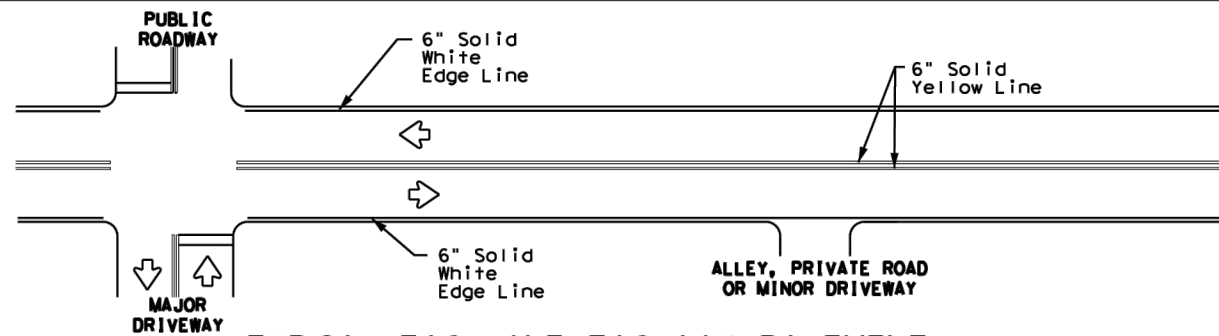 PUBLIC
ROADWAY
6" Solid
White
Edge Line
6" Solid
Yellow Line
6" Solid
White
Edge Line
ALLEY, PRIVATE ROAD
OR MINOR DRIVEWAY
MAJOR
DRIVEWAY